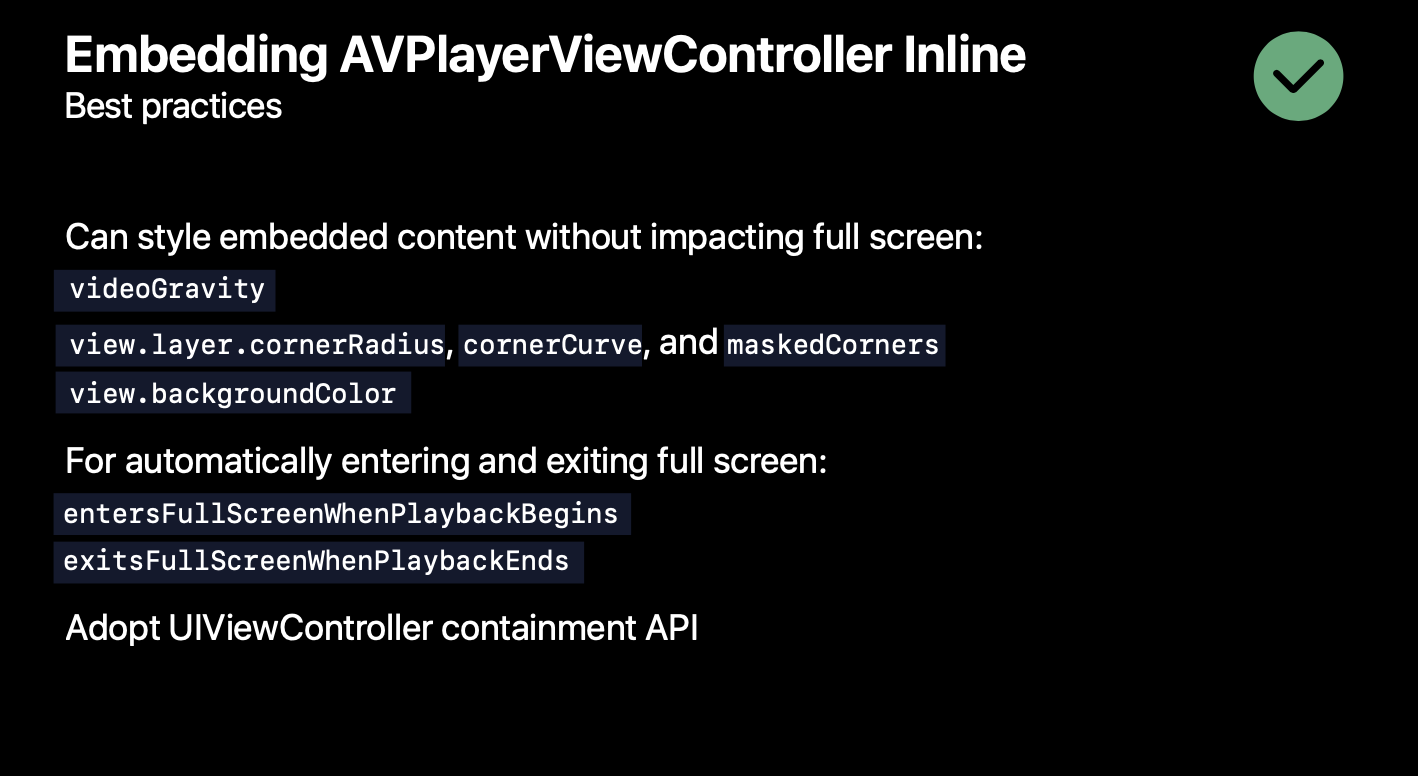 Embedding AVPlayerViewController Inline
Best practices
Can style embedded content without impacting full screen:
videoGravity
view.layer.cornerRadius, cornerCurve, and maskedCorners
view.backgroundColor
For automatically entering and exiting full screen:
entersFullScreenWhenPlaybackBegins
exitsFullScreenWhenPlaybackEnds
Adopt UIViewController containment API